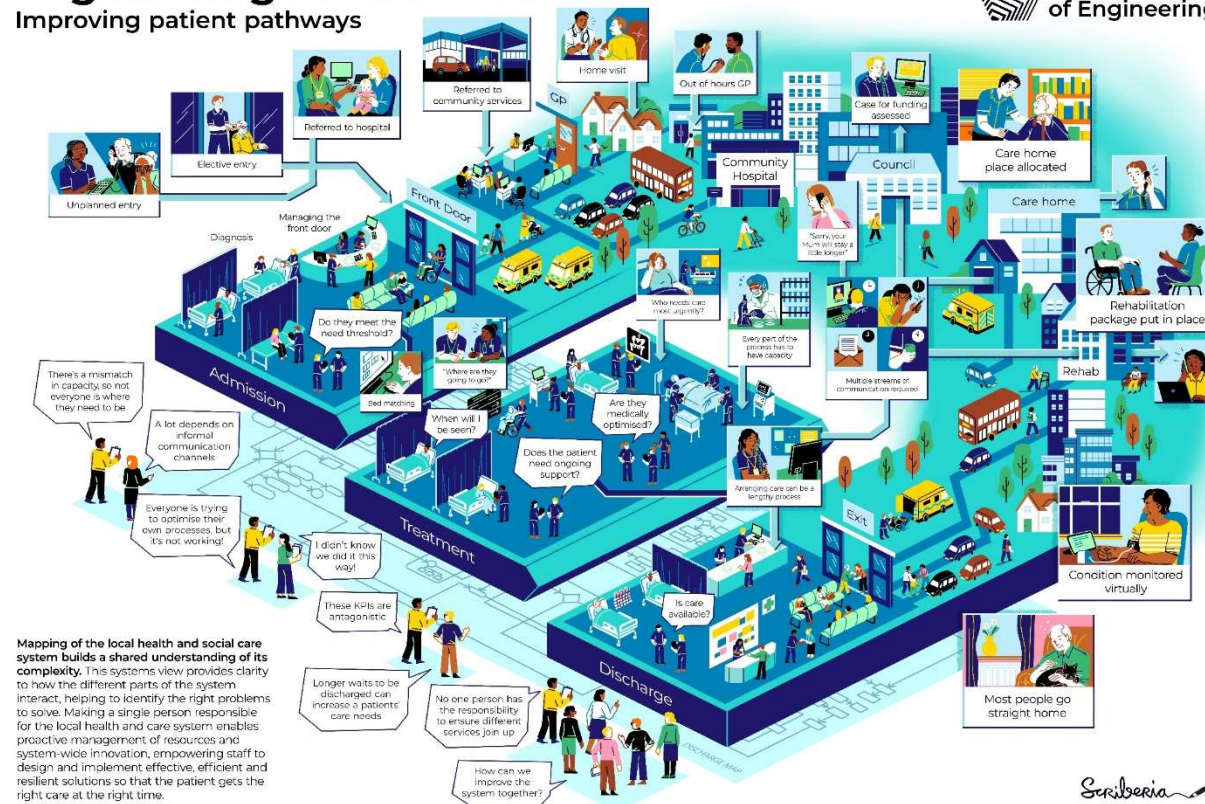 Improving patient pathways
of Engineering
Unplanned entry
Elective entry
Referred to hospital
Referred to
community services
Home visit
Out of hours GP
Case for funding
assessed
Care home
place allocated
GP
Community
Hospital
Council
Care home
Front Door
Managing the
front door
Diagnosis
"Sorry, your
Mum will stay a
little longer"
Rehabilitation
package put in place
Who needs care
most urgently?
Every part of the
process has to
have capacity
Multiple streams of
communication required
Rehab
Do they meet the
need threshold?
Bed matching
"Where are they
going to go?"
Admission
There's a mismatch
in capacity, so not
everyone is where
they need to be
A lot depends on
informal
communication
channels
When will I
be seen?
Are they
medically
optimised?
Does the patient
need ongoing
support?
Arranging care can be a
lengthy process
Treatment
Everyone is trying
to optimise their
own processes, but
it's not working!
I didn't know
we did it this
way!
Exit
Condition monitored
virtually
Is care
available?
Discharge
These KPIs are
antagonistic
Longer waits to be
discharged can
increase a patients'
care needs
No one person has
the responsibility
to ensure different
services join up
How can we
improve the
system together?
Most people go
straight home
DISCHARGE MAP
Mapping of the local health and social care
system builds a shared understanding of its
complexity. This systems view provides clarity
to how the different parts of the system
interact, helping to identify the right problems
to solve. Making a single person responsible
for the local health and care system enables
proactive management of resources and
system-wide innovation, empowering staff to
design and implement effective, efficient and
resilient solutions so that the patient gets the
right care at the right time.
Scriberia